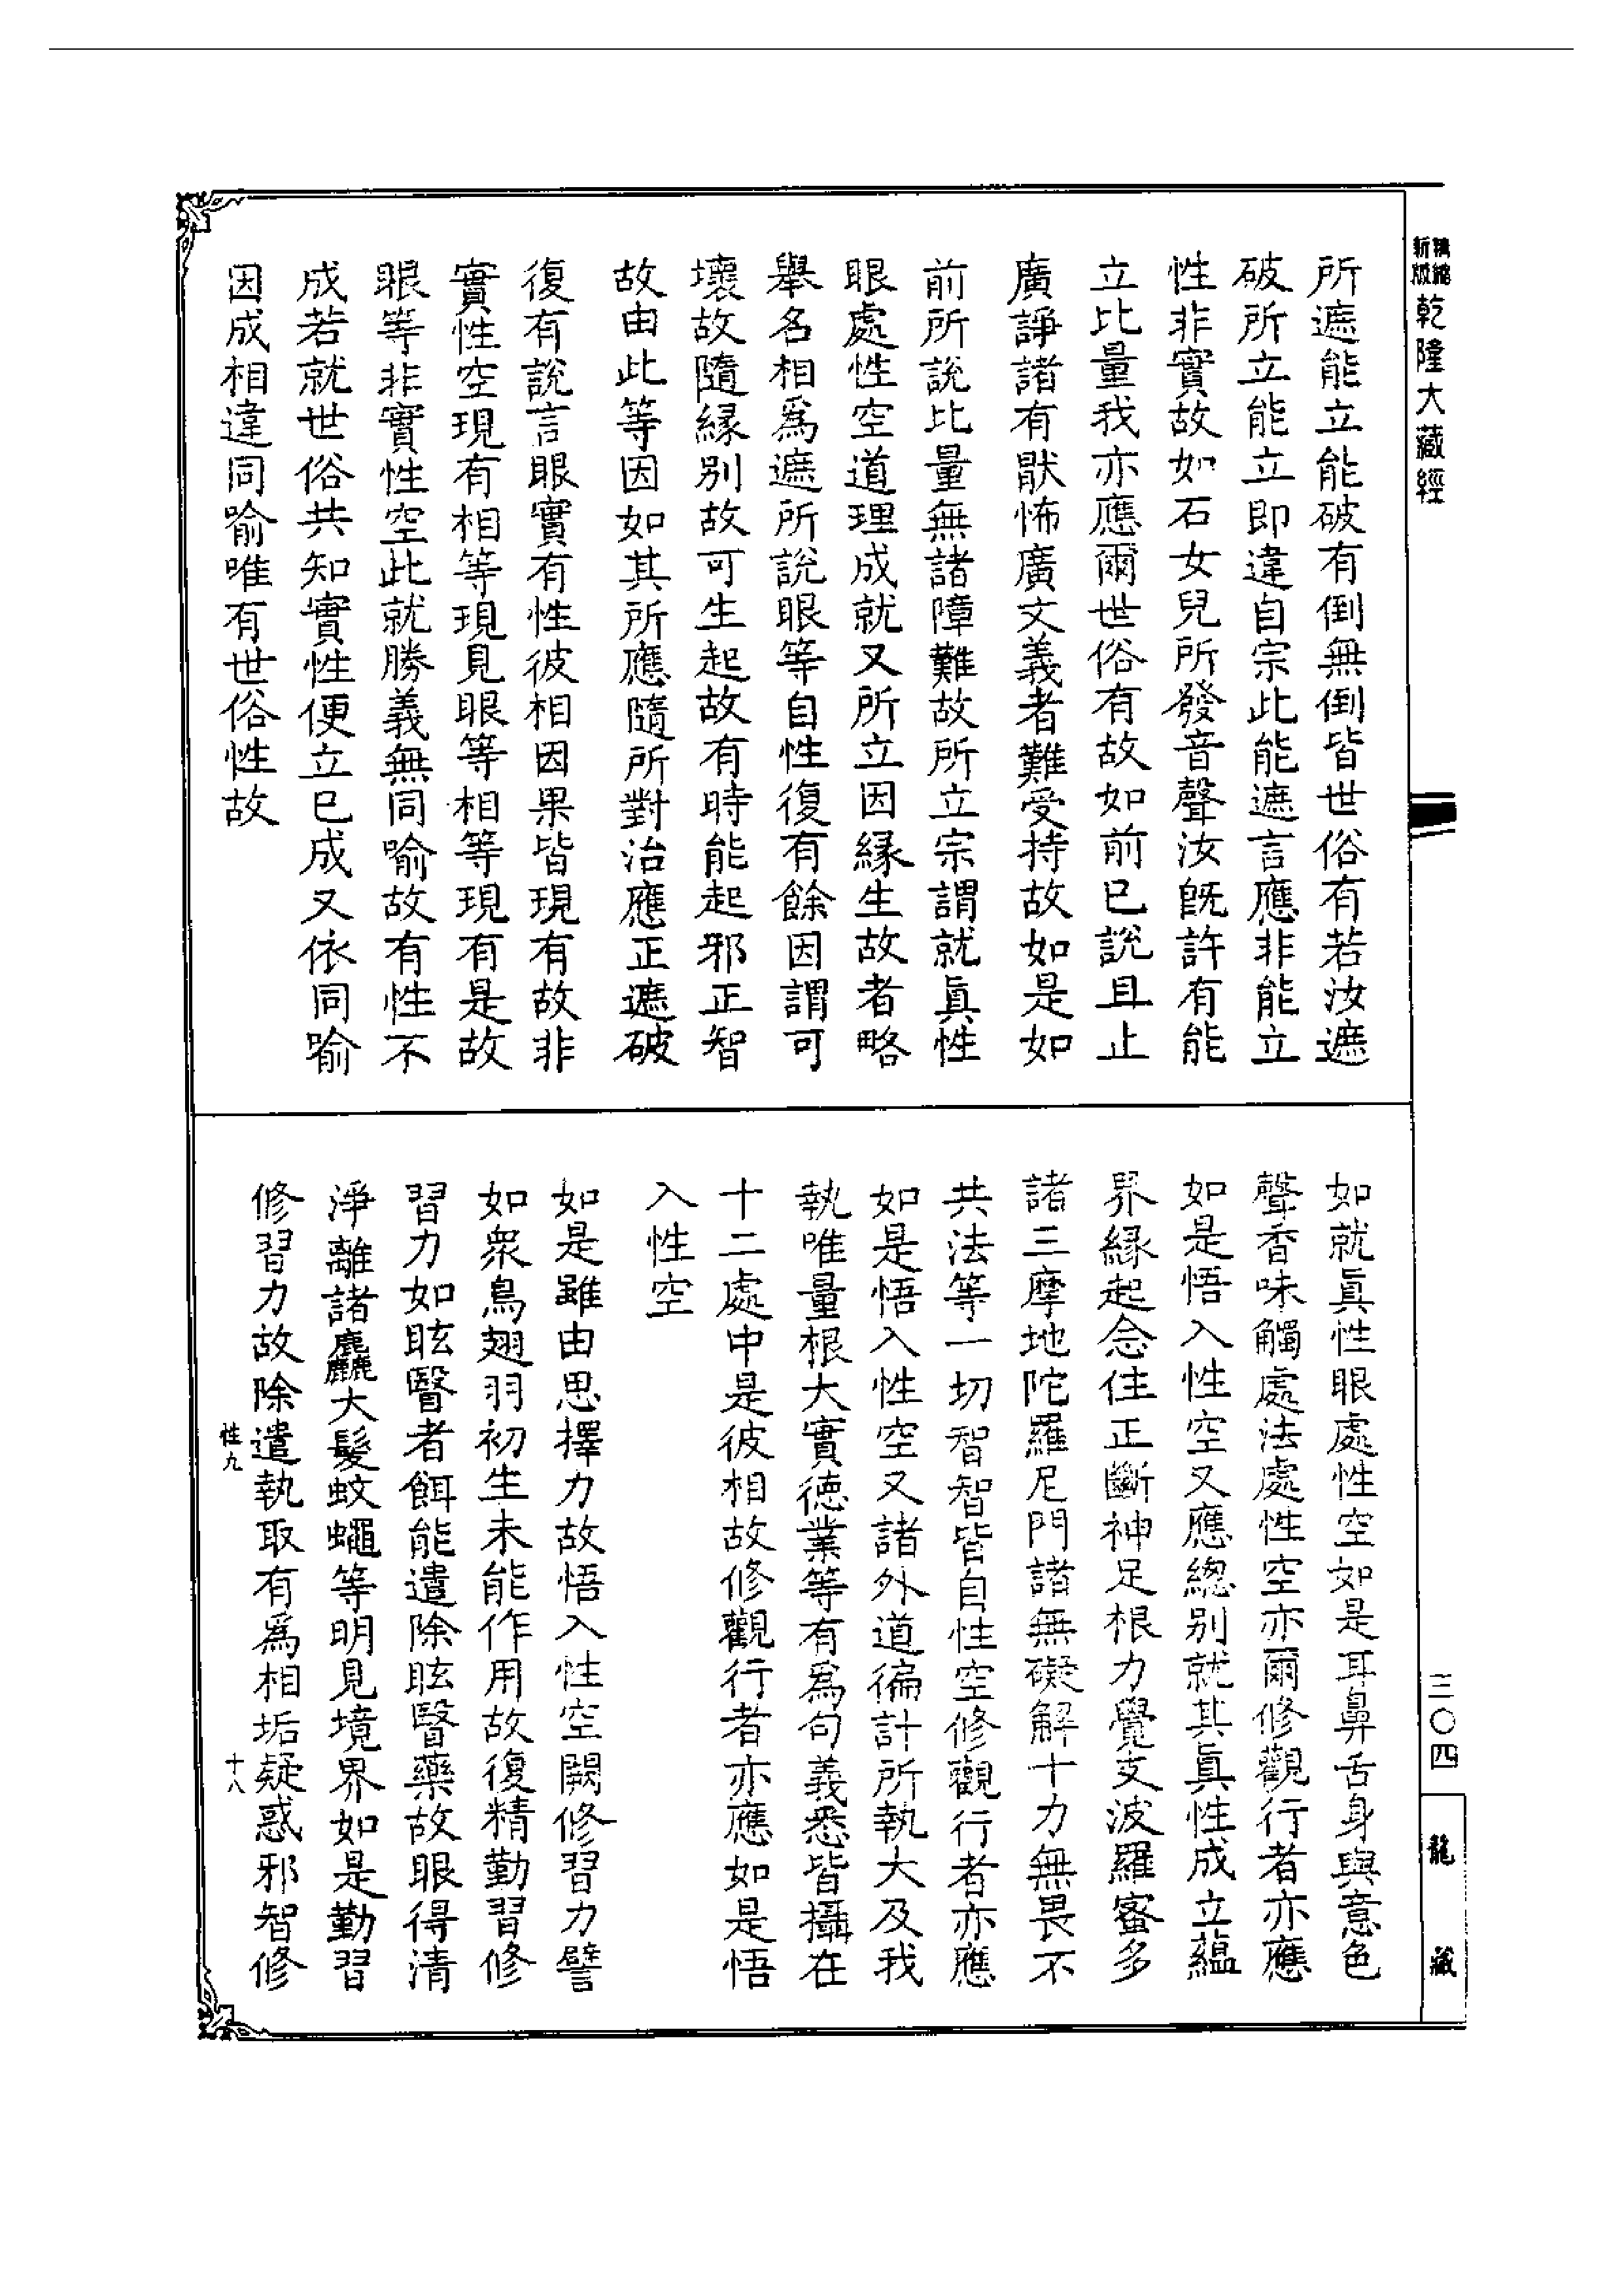 精縮新版乾隆大藏經
所遮能立能破有倒無倒皆世俗有若汝遮
破所立能立即違自宗此能遮言應非能立
性非實故如石女兒所發音聲汝既許有能
立比量我亦應爾世俗有故如前已說且止
廣諍諸有猒怖廣文義者難受持故如是如
前所說比量無諸障難故所立宗謂就眞性
眼處性空道理成就又所立因緣生故者略
舉名相爲遮所說眼等自性復有餘因謂可
壞故隨緣別故可生起故有時能起邪正智
故由此等因如其所應隨所對治應正遮破
復有說言眼實有性彼相因果皆現有故非
實性空現有相等現見眼等相等現有是故
眼等非實性空此就勝義無同喻故有性不
成若就世俗共知實性便立已成又依同喻
因成相違同喻唯有世俗性故
如就眞性眼處性空如是耳鼻舌身與意色
聲香味觸處法處性空亦爾修觀行者亦應
如是悟入性空又應總別就其眞性成立蘊
界緣起念住正斷神足根力覺支波羅蜜多
諸三摩地陀羅尼門諸無礙解十力無畏不
共法等一切智智皆自性空修觀行者亦應
如是悟入性空又諸外道徧計所執大及我
執唯量根大實德業等有爲句義悉皆攝在
十二處中是彼相故修觀行者亦應如是悟
入性空
如是雖由思擇力故悟入性空闕修習力譬
如衆鳥翅羽初生未能作用故復精勤習修
習力如眩瞖者餌能遣除眩瞖藥故眼得清
淨離諸麤大髮蚊蠅等明見境界如是勤習
修習力故除遣執取有爲相垢疑惑邪智修
性九
十八
三〇四
龍藏